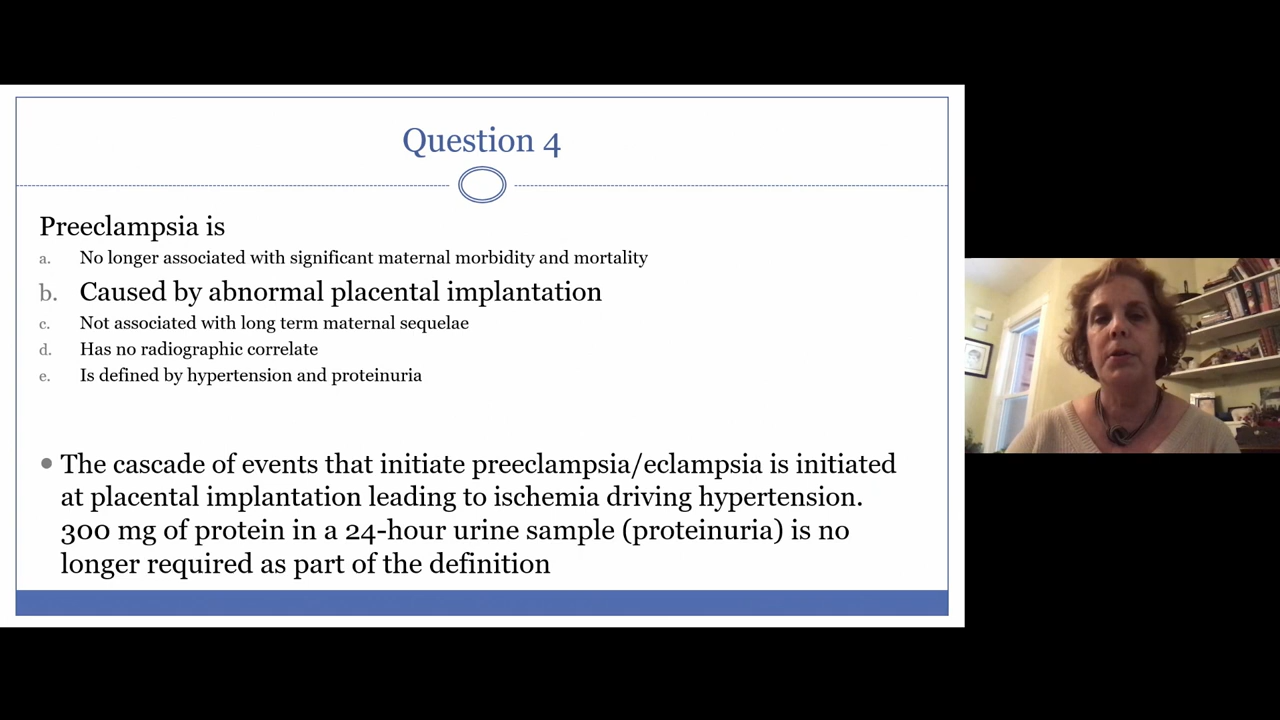 Question 4
Preeclampsia is
a. No longer associated with significant maternal morbidity and mortality
b. Caused by abnormal placental implantation
c. Not associated with long term maternal sequelae
d. Has no radiographic correlate
e. Is defined by hypertension and proteinuria
• The cascade of events that initiate preeclampsia/eclampsia is initiated
at placental implantation leading to ischemia driving hypertension.
300 mg of protein in a 24-hour urine sample (proteinuria) is no
longer required as part of the definition